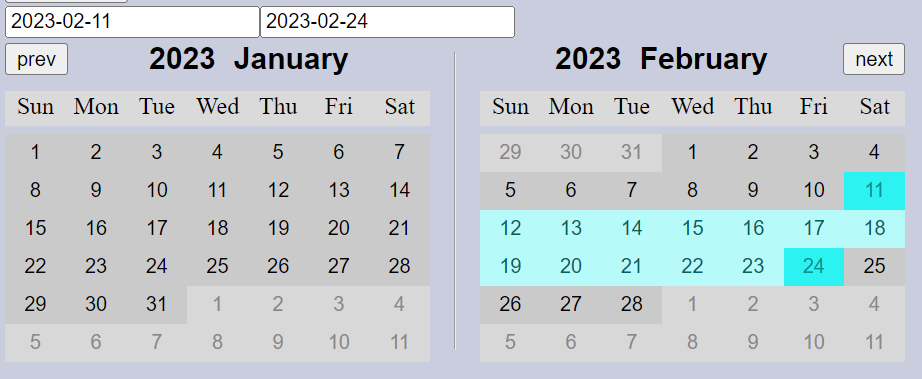 2023-02-11 2023-02-24
prev 2023 January 2023 February next
Sun Mon Tue Wed Thu Fri Sat
1 2 3 4 5 6 7
8 9 10 11 12 13 14
15 16 17 18 19 20 21
22 23 24 25 26 27 28
29 30 31 1 2 3 4
5 6 7 8 9 10 11
Sun Mon Tue Wed Thu Fri Sat
29 30 31 1 2 3 4
5 6 7 8 9 10 11
12 13 14 15 16 17 18
19 20 21 22 23 24 25
26 27 28 1 2 3 4
5 6 7 8 9 10 11